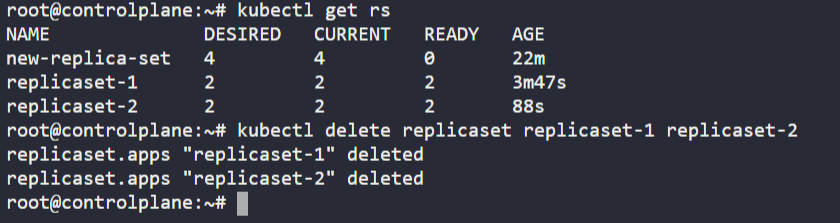 root@controlplane:~# kubectl get rs
NAME              DESIRED   CURRENT   READY   AGE
new-replica-set   4         4         0       22m
replicaset-1      2         2         2       3m47s
replicaset-2      2         2         2       88s
root@controlplane:~# kubectl delete replicaset replicaset-1 replicaset-2
replicaset.apps "replicaset-1" deleted
replicaset.apps "replicaset-2" deleted
root@controlplane:~#